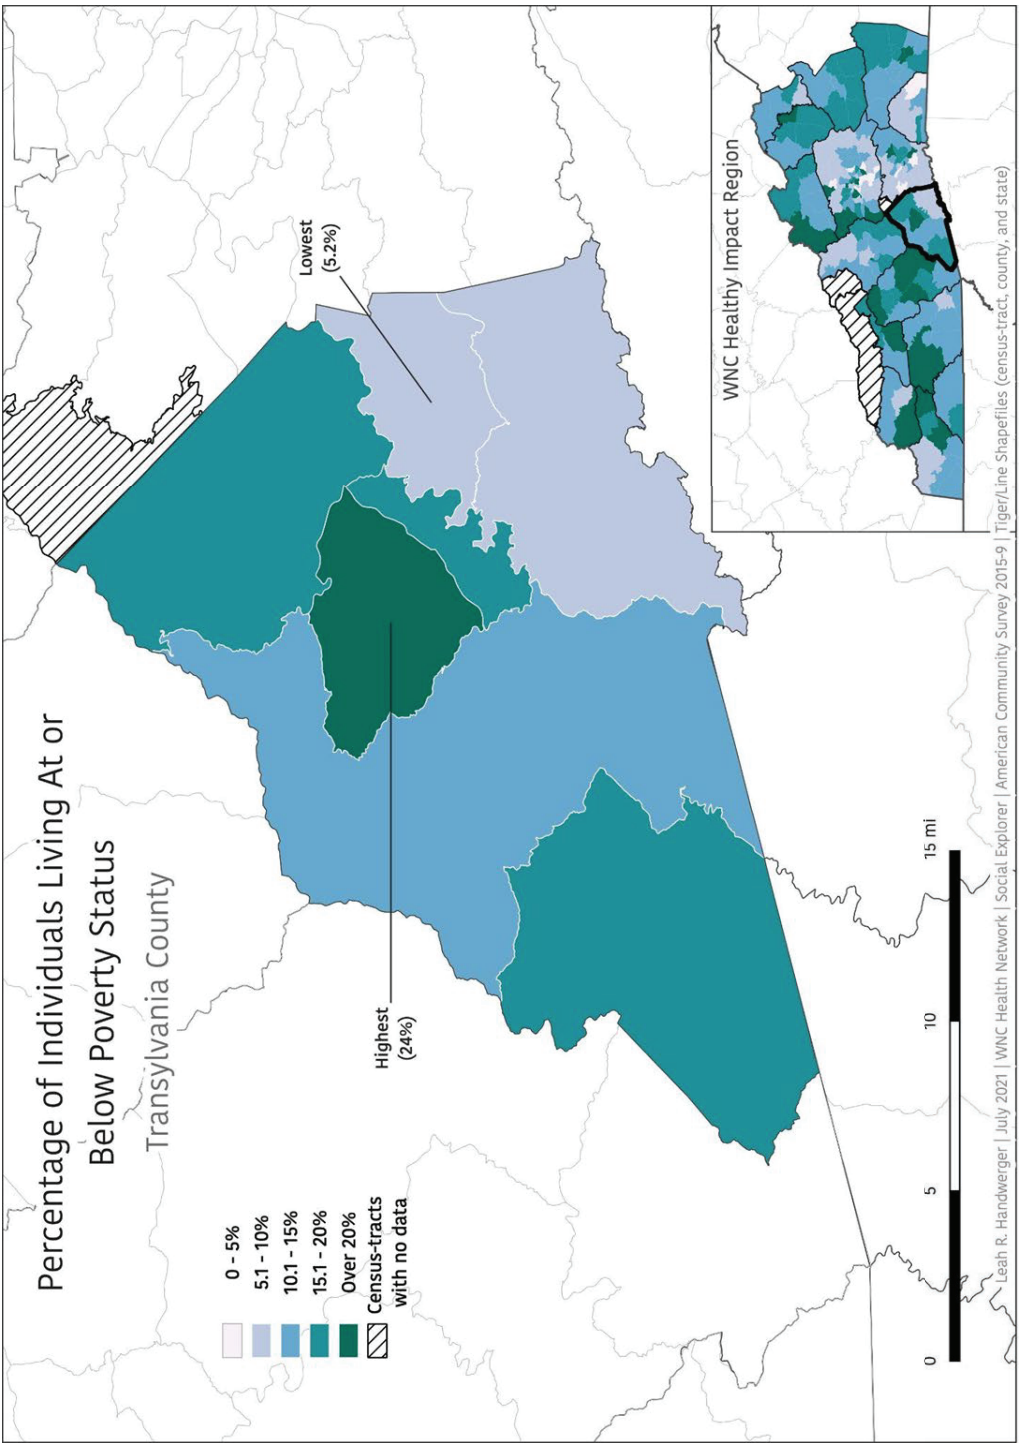 Percentage of Individuals Living At or
Below Poverty Status
Transylvania County
0 - 5%
5.1 - 10%
10.1 - 15%
15.1 - 20%
Over 20%
Census-tracts
with no data
Highest
(24%)
Lowest
(5.2%)
WNC Healthy Impact Region
0
5
10
15 mi
Leah R. Handwerger | July 2021 | WNC Health Network | Social Explorer | American Community Survey 2015-9 | Tiger/Line Shapefiles (census-tract, county, and state)